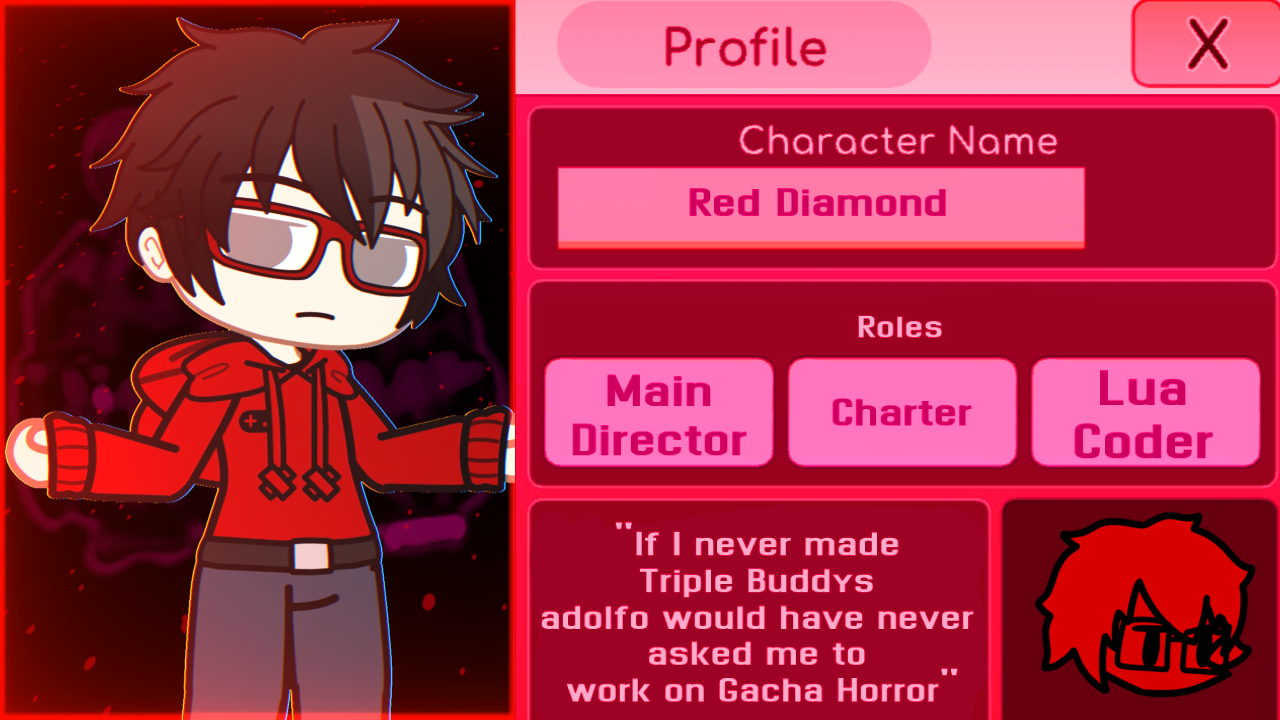 Profile
X
Character Name
Red Diamond
Roles
Main
Director
Charter
Lua
Coder
"If I never made
Triple Buddys
adolfo would have never
asked me to
work on Gacha Horror"